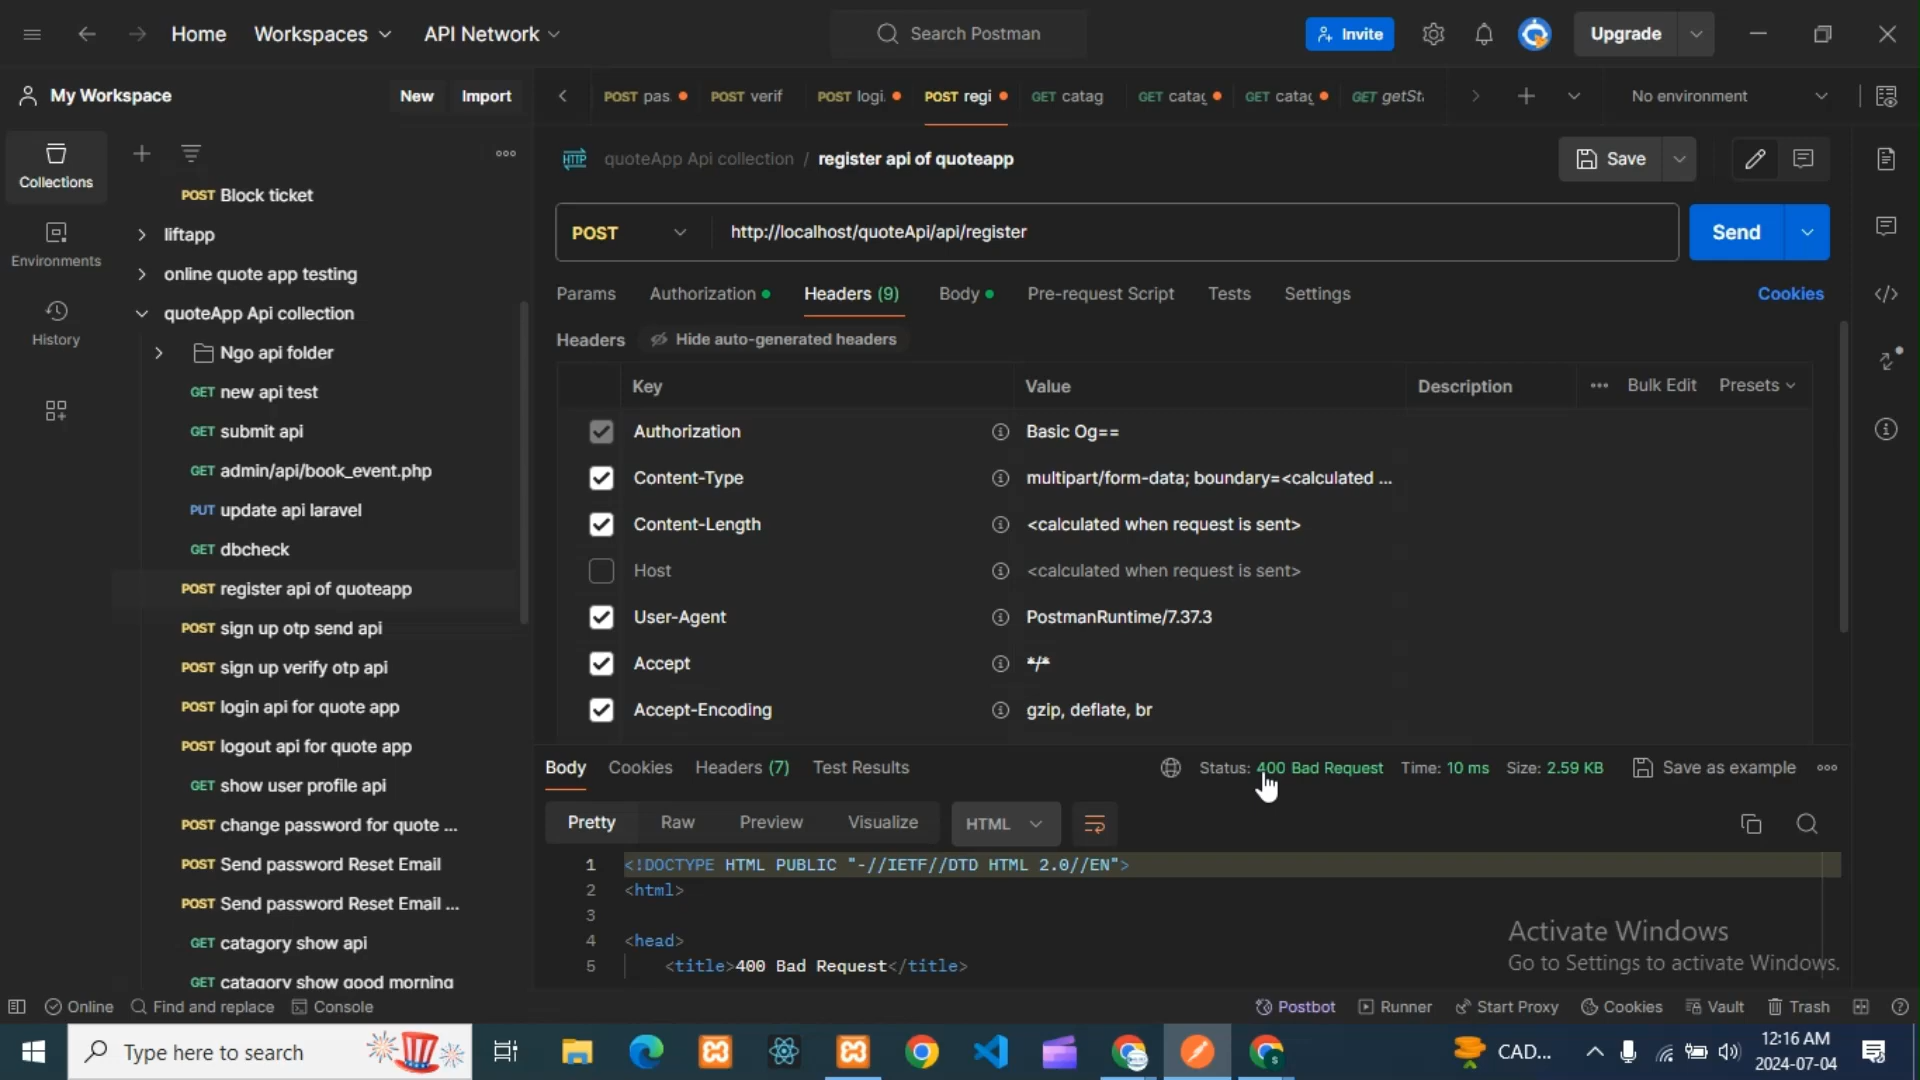 Home
Workspaces
API Network
Search Postman
Invite
Upgrade
My Workspace
New
Import
POST pas
POST verif
POST logi.
POST regi
GET catag
GET catag
GET catag
GET getSt
No environment
Collections
Environments
History
POST Block ticket
liftapp
online quote app testing
quoteApp Api collection
Ngo api folder
GET new api test
GET submit api
GET admin/api/book_event.php
PUT update api laravel
GET dbcheck
POST register api of quoteapp
POST sign up otp send api
POST sign up verify otp api
POST login api for quote app
POST logout api for quote app
GET show user profile api
POST change password for quote ...
POST Send password Reset Email
POST Send password Reset Email ...
GET catagory show api
GET catagory show good morning
HTTP quoteApp Api collection / register api of quoteapp
Save
POST http://localhost/quoteApi/api/register
Send
Params
Authorization
Headers (9)
Body
Pre-request Script
Tests
Settings
Cookies
Headers
Hide auto-generated headers
Key
Value
Description
Bulk Edit
Presets
Authorization
Basic Og==
Content-Type
multipart/form-data; boundary=<calculated ...
Content-Length
<calculated when request is sent>
Host
<calculated when request is sent>
User-Agent
PostmanRuntime/7.37.3
Accept
*/*
Accept-Encoding
gzip, deflate, br
Body
Cookies
Headers (7)
Test Results
Status: 400 Bad Request
Time: 10 ms
Size: 2.59 KB
Save as example
Pretty
Raw
Preview
Visualize
HTML
1 <!DOCTYPE HTML PUBLIC "-//IETF//DTD HTML 2.0//EN">
2 <html>
3
4 <head>
5 <title>400 Bad Request</title>
Activate Windows
Go to Settings to activate Windows.
Online
Find and replace
Console
Postbot
Runner
Start Proxy
Cookies
Vault
Trash
Type here to search
CAD...
12:16 AM
2024-07-04